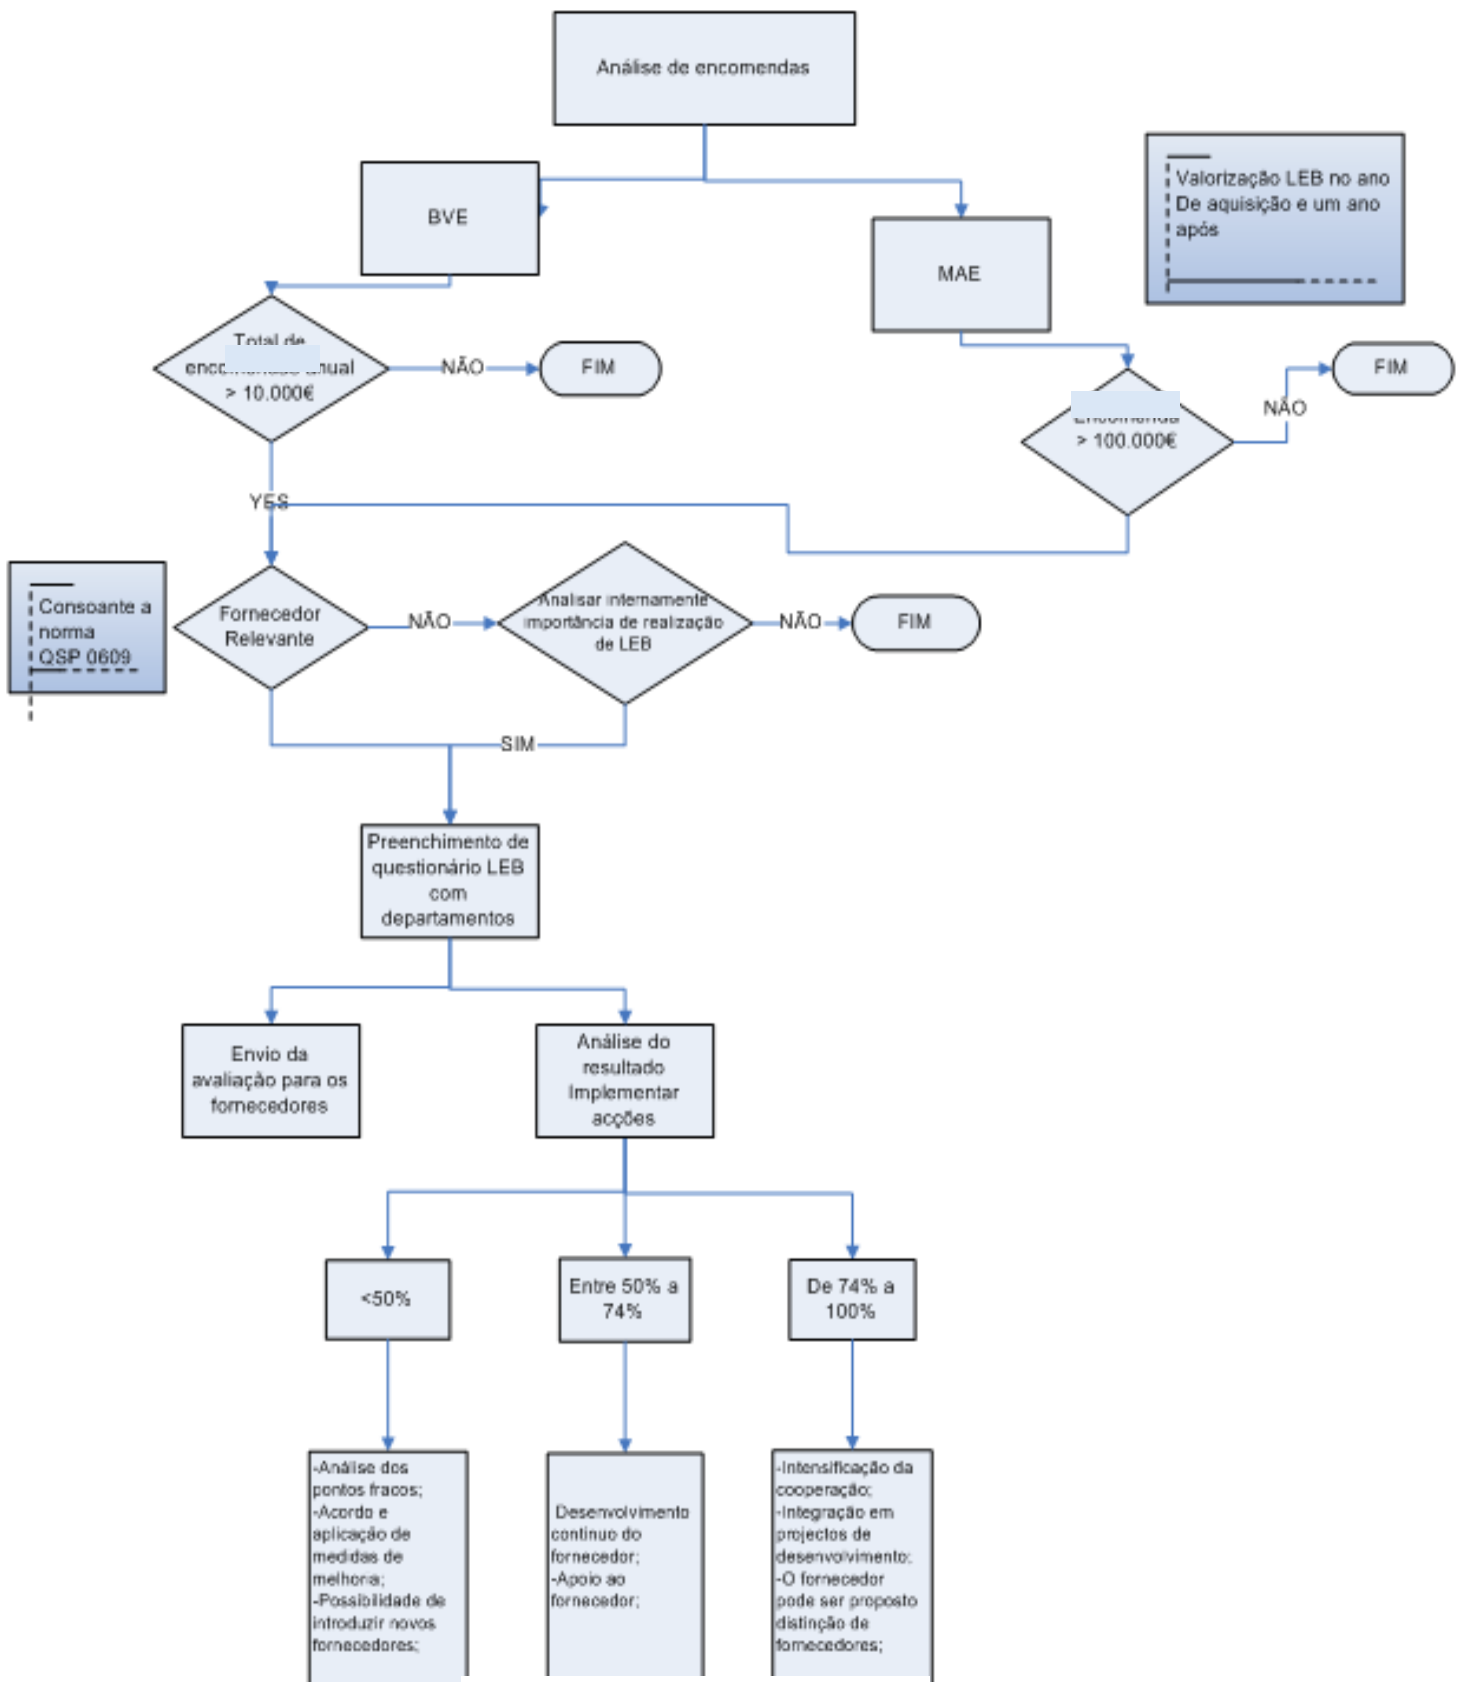 Análise de encomendas
BVE
MAE
Valorização LEB no ano
De aquisição e um ano
após
Total de
encomendas anual
> 10.000€
NÃO
FIM
Encomenda
> 100.000€
NÃO
FIM
YES
Consoante a
norma
QSP 0609
Fornecedor
Relevante
NÃO
Analisar internamente
importância de realização
de LEB
NÃO
FIM
SIM
Preenchimento de
questionário LEB
com
departamentos
Envio da
avaliação para os
fornecedores
Análise do
resultado
Implementar
acções
<50%
Entre 50% a
74%
De 74% a
100%
-Análise dos
pontos fracos;
-Acordo e
aplicação de
medidas de
melhoria;
-Possibilidade de
introduzir novos
fornecedores;
Desenvolvimento
continuo do
fornecedor;
-Apoio ao
fornecedor;
-Intensificação da
cooperação;
-Integração em
projectos de
desenvolvimento;
-O fornecedor
pode ser proposto
distinção de
fornecedores;